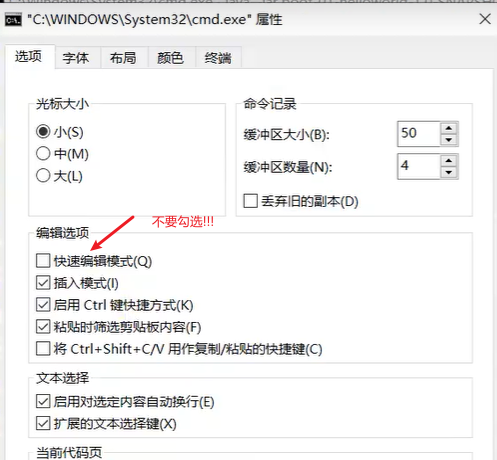 "C:\WINDOWS\System32\cmd.exe" 属性
选项 字体 布局 颜色 终端
光标大小
小(S)
中(M)
大(L)
命令记录
缓冲区大小(B): 50
缓冲区数量(N): 4
丢弃旧的副本(D)
不要勾选!!!
编辑选项
快速编辑模式(Q)
插入模式(I)
启用 Ctrl 键快捷方式(K)
粘贴时筛选剪贴板内容(F)
将 Ctrl+Shift+C/V 用作复制/粘贴的快捷键(C)
文本选择
启用对选定内容自动换行(E)
扩展的文本选择键(X)
当前代码页